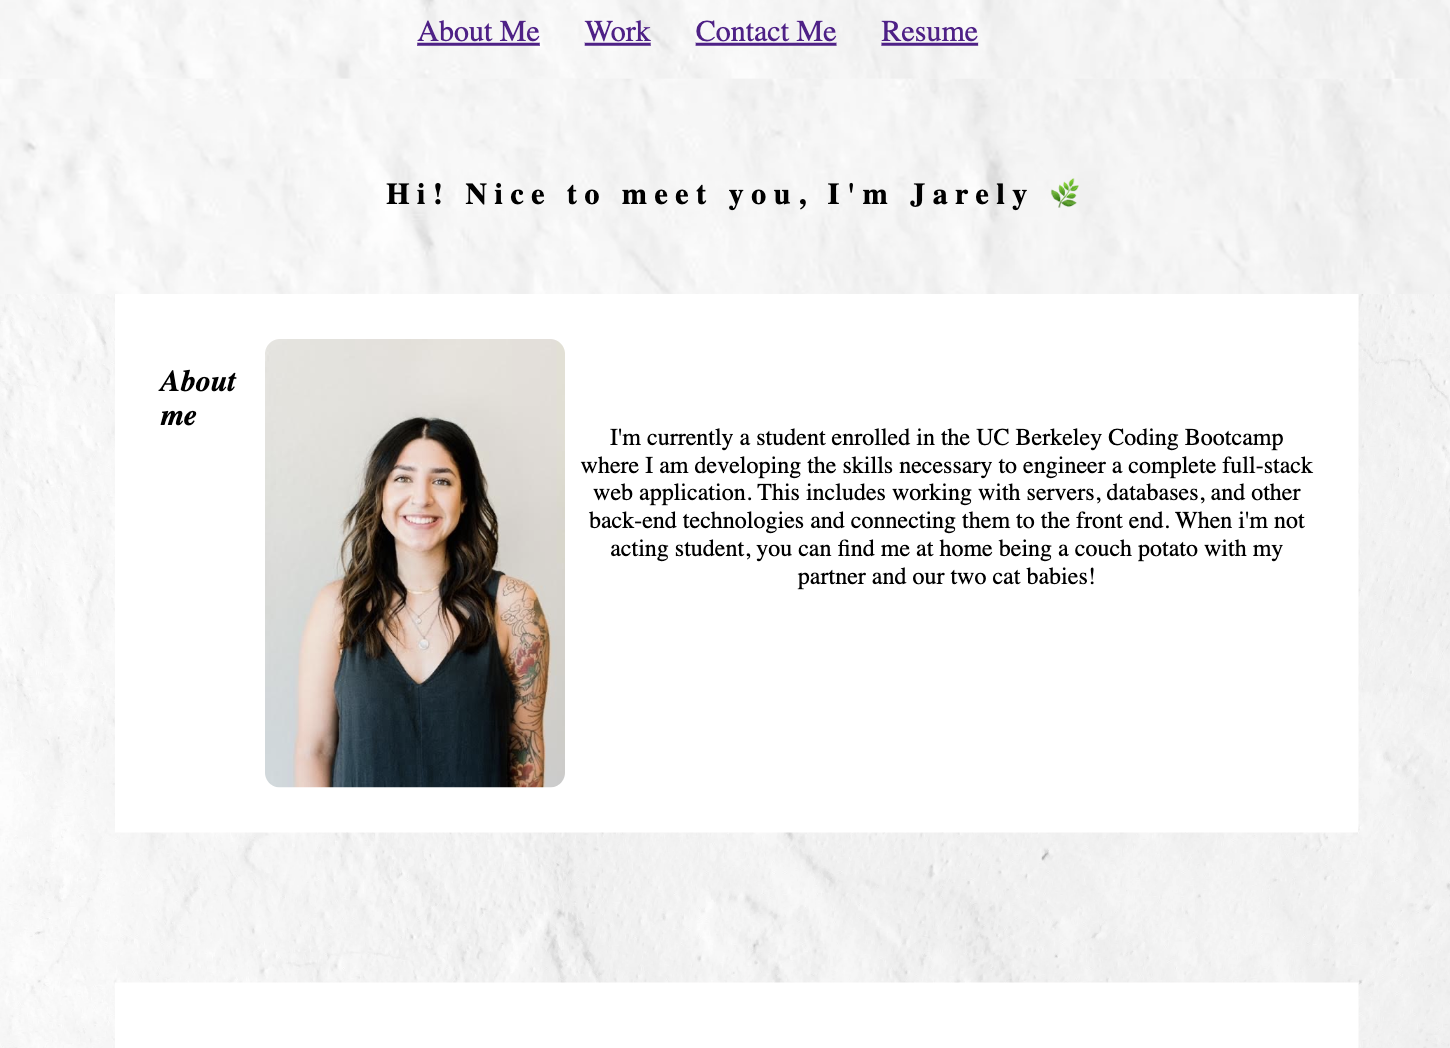 About Me Work Contact Me Resume
Hi! Nice to meet you, I'm Jarely 🌿
About
me
I'm currently a student enrolled in the UC Berkeley Coding Bootcamp
where I am developing the skills necessary to engineer a complete full-stack
web application. This includes working with servers, databases, and other
back-end technologies and connecting them to the front end. When i'm not
acting student, you can find me at home being a couch potato with my
partner and our two cat babies!